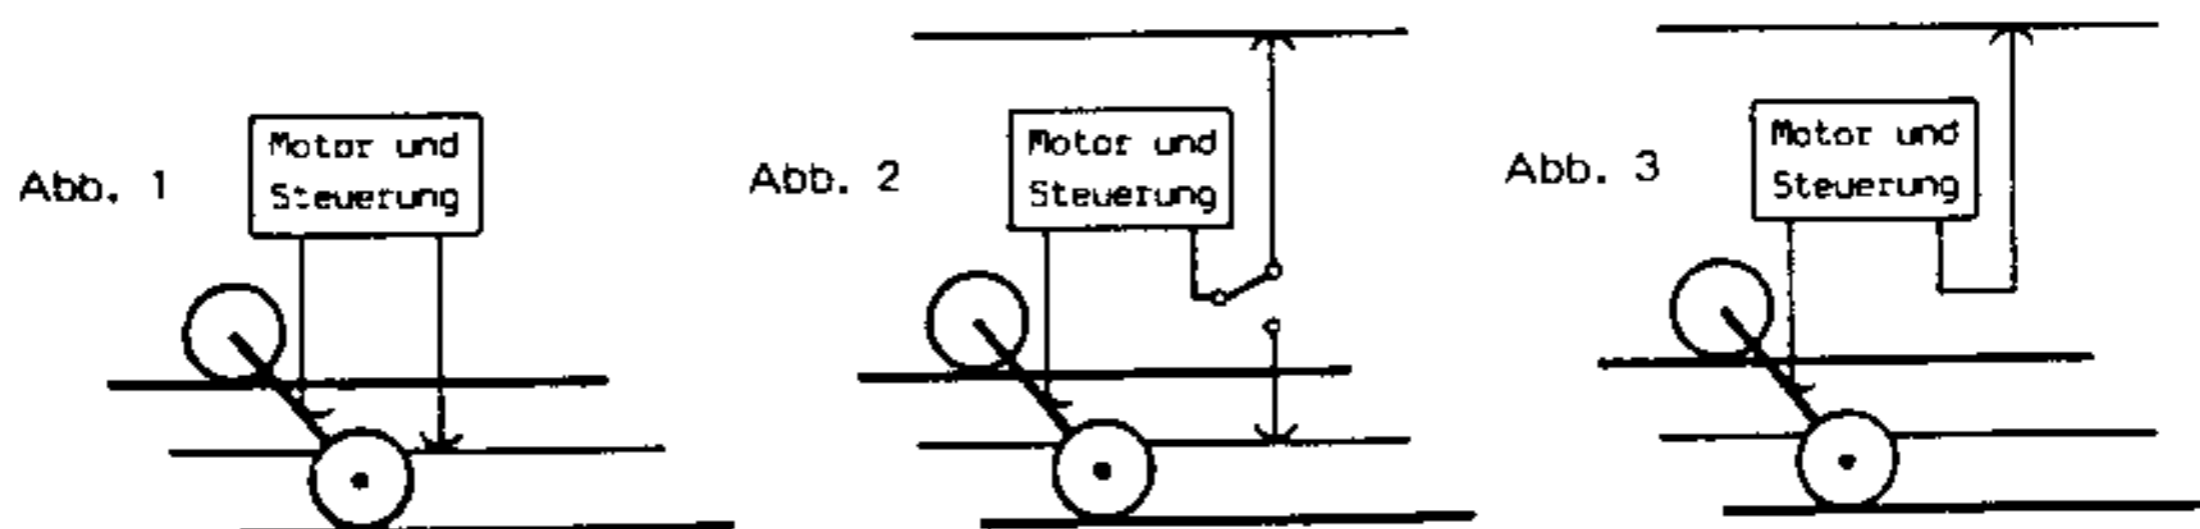 Abb. 1
Motor und
Steuerung
Abb. 2
Motor und
Steuerung
Abb. 3
Motor und
Steuerung